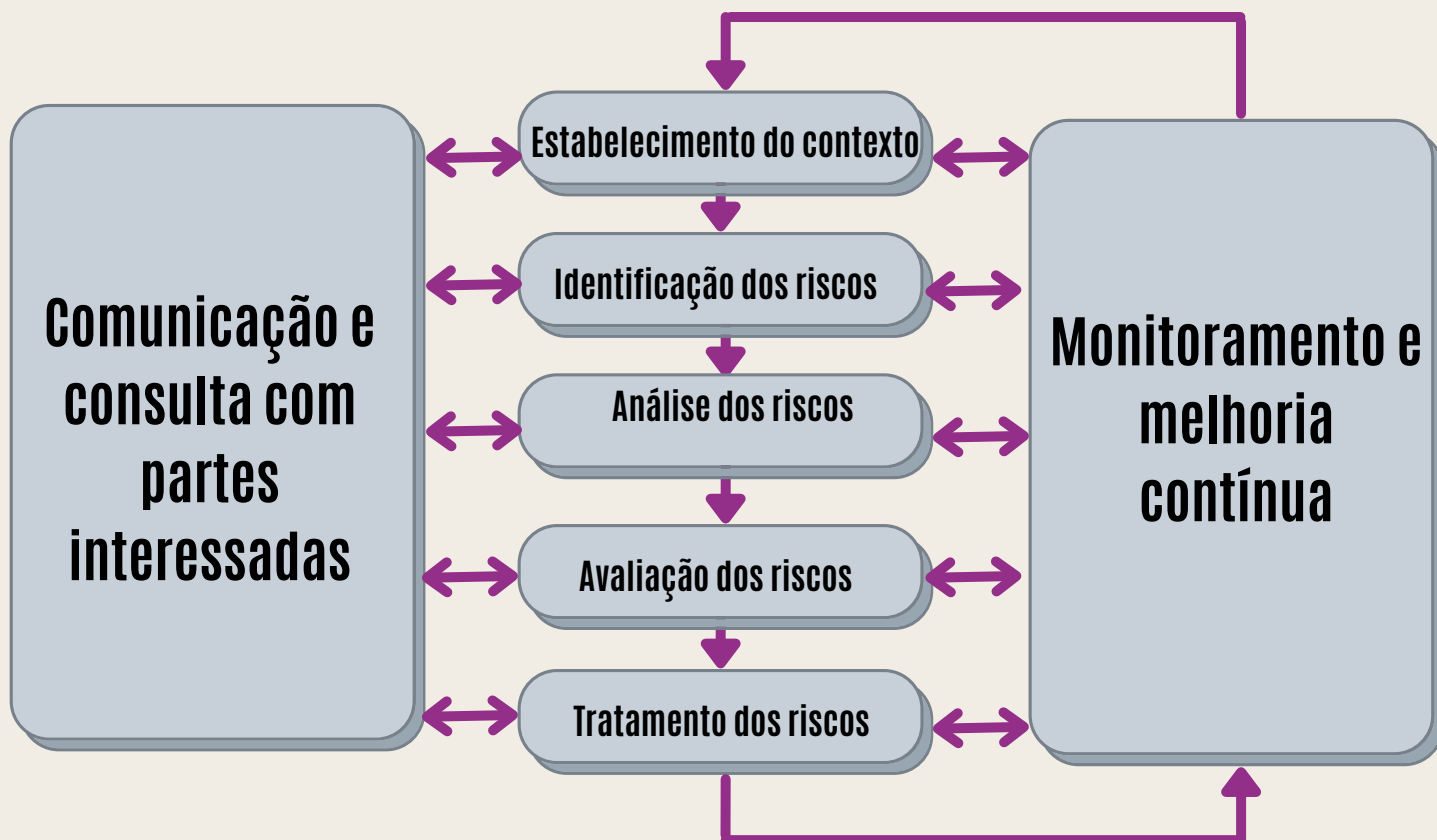 Comunicação e
consulta com
partes
interessadas
Estabelecimento do contexto
Identificação dos riscos
Análise dos riscos
Avaliação dos riscos
Tratamento dos riscos
Monitoramento e
melhoria
contínua